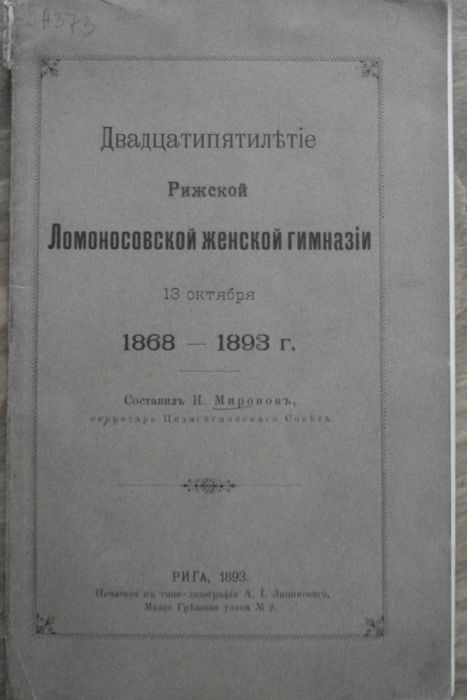 А373
Двадцатипятилѣтіе
Рижской
Ломоносовской женской гимназіи
13 октября
1868 — 1893 г.
Составилъ Н. Мироновъ,
секретарь Педагогическаго Совѣта.
РИГА, 1893.
Печатано въ типо-литографіи А. І. Липинскаго,
Малая Грѣшная улица № 2.